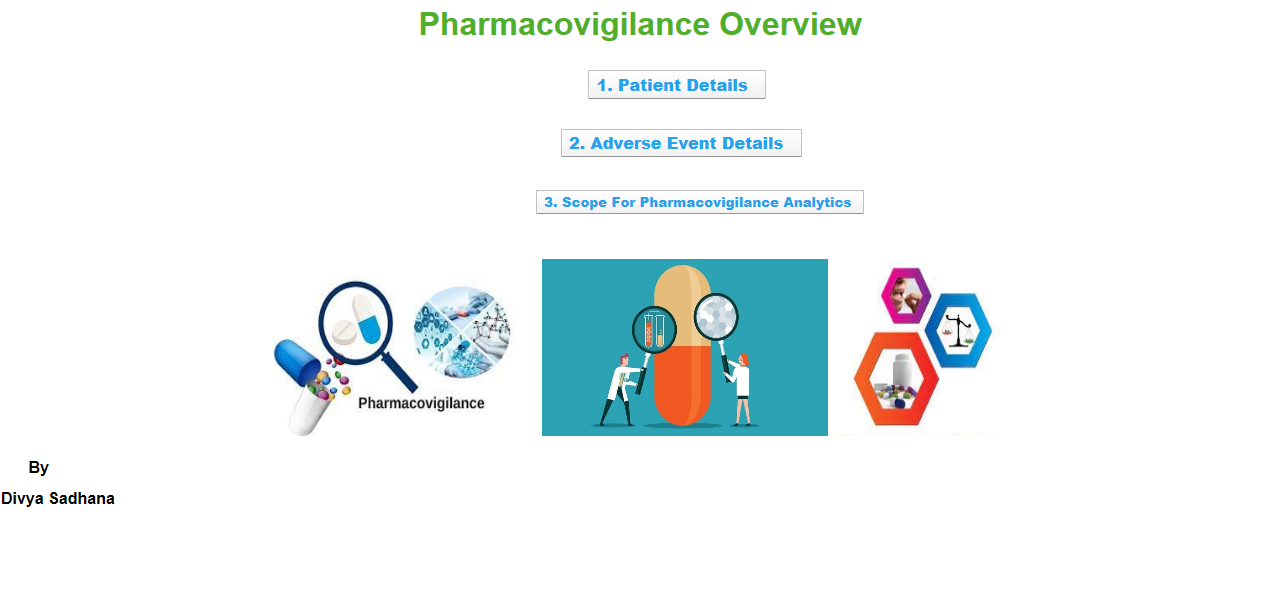 Pharmacovigilance Overview
1. Patient Details
2. Adverse Event Details
3. Scope For Pharmacovigilance Analytics
Pharmacovigilance
By
Divya Sadhana